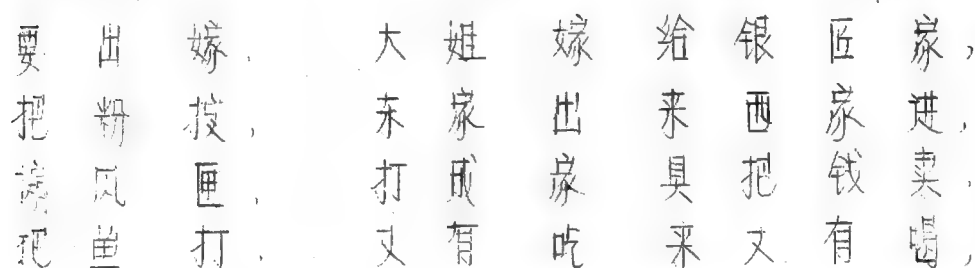 要出嫁, 大姐嫁给银匠家,
把粉, 东家出来西家进,
风匣, 打成家具把钱卖,
把鱼打, 又有吃来又有喝,